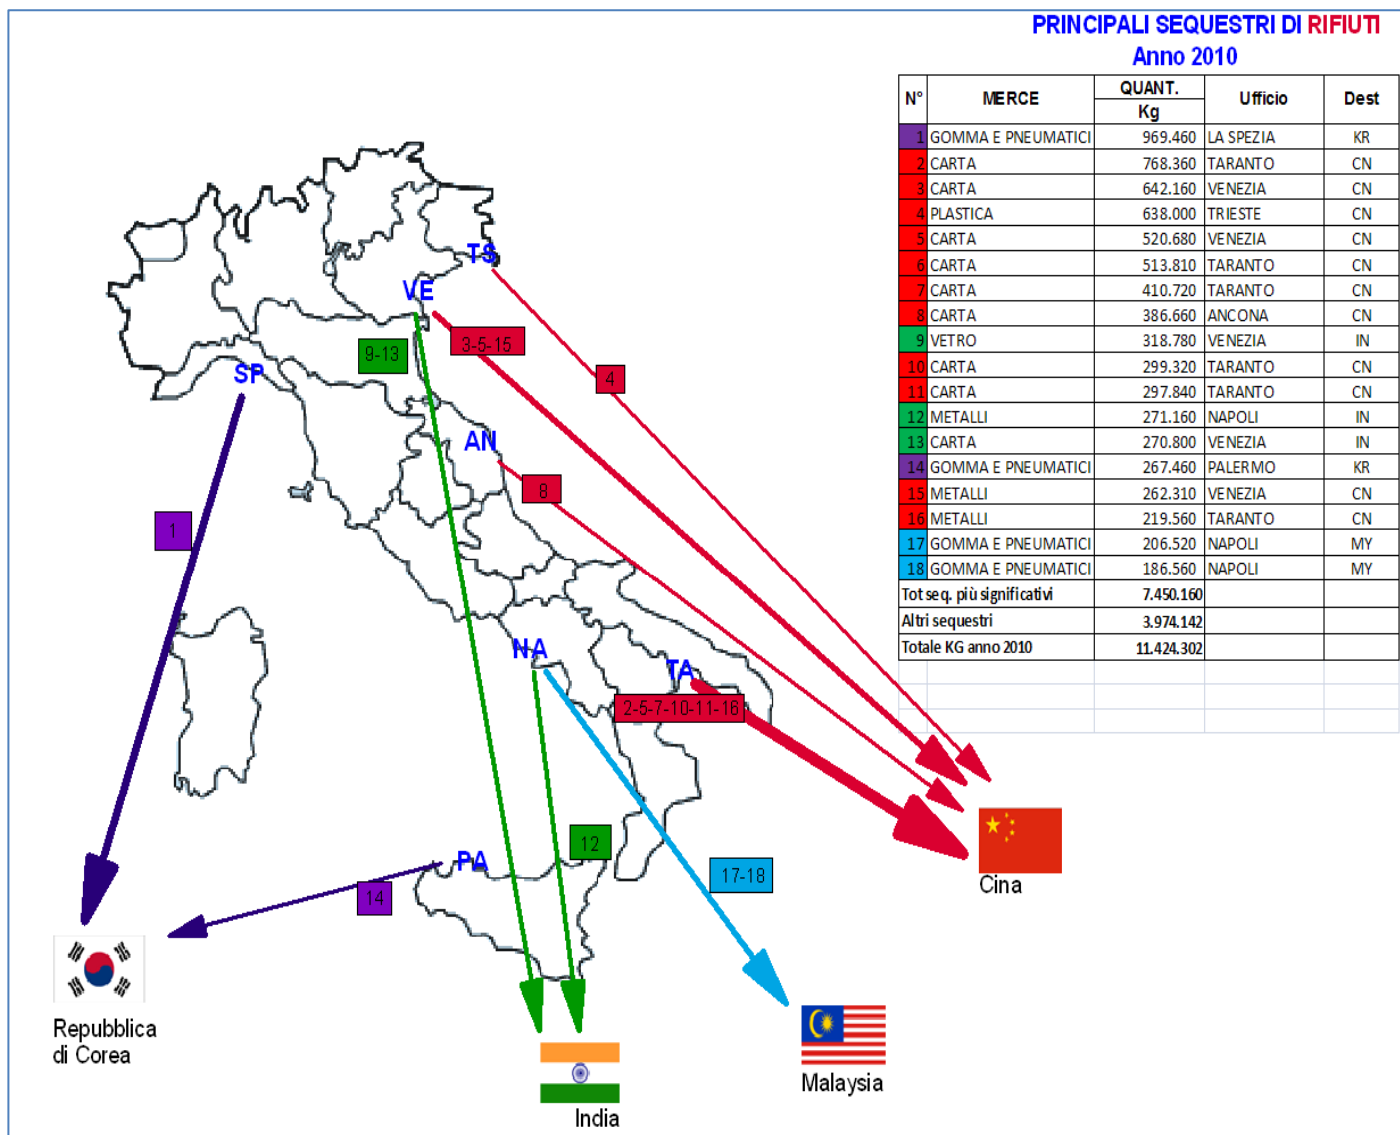 PRINCIPALI SEQUESTRI DI RIFIUTI
Anno 2010
N° MERCE QUANT. Kg Ufficio Dest
1 GOMMA E PNEUMATICI 969.460 LA SPEZIA KR
2 CARTA 768.360 TARANTO CN
3 CARTA 642.160 VENEZIA CN
4 PLASTICA 638.000 TRIESTE CN
5 CARTA 520.680 VENEZIA CN
6 CARTA 513.810 TARANTO CN
7 CARTA 410.720 TARANTO CN
8 CARTA 386.660 ANCONA CN
9 VETRO 318.780 VENEZIA IN
10 CARTA 299.320 TARANTO CN
11 CARTA 297.840 TARANTO CN
12 METALLI 271.160 NAPOLI IN
13 CARTA 270.800 VENEZIA IN
14 GOMMA E PNEUMATICI 267.460 PALERMO KR
15 METALLI 262.310 VENEZIA CN
16 METALLI 219.560 TARANTO CN
17 GOMMA E PNEUMATICI 206.520 NAPOLI MY
18 GOMMA E PNEUMATICI 186.560 NAPOLI MY
Tot seq. più significativi 7.450.160
Altri sequestri 3.974.142
Totale KG anno 2010 11.424.302
TS
VE
3-5-15
9-13
SP
4
AN
8
1
NA
TA
2-5-7-10-11-16
12
PA
17-18
14
Cina
Repubblica
di Corea
Malaysia
India